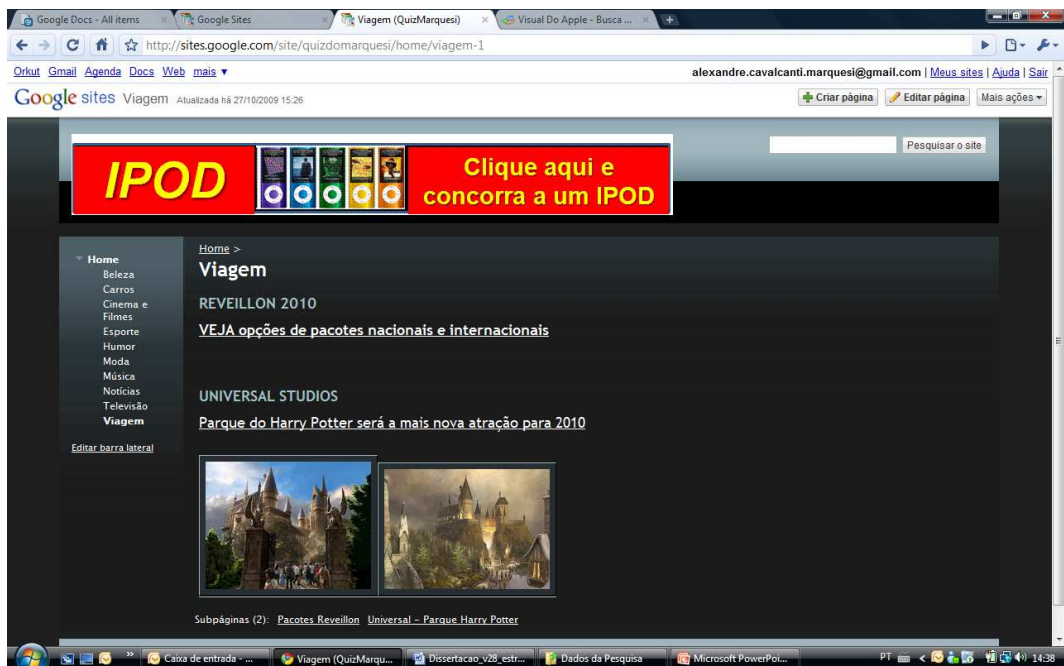 Google Docs - All items
Google Sites
Viagem (QuizMarquesi)
Visual Do Apple - Busca ...
http://sites.google.com/site/quizdomarquesi/home/viagem-1
Orkut Gmail Agenda Docs Web mais ▼
alexandre.cavalcanti.marquesi@gmail.com | Meus sites | Ajuda | Sair
Google sites Viagem Atualizada há 27/10/2009 15:26
Criar página Editar página Mais ações ▾
Pesquisar o site
IPOD
Clique aqui e
concorra a um IPOD
Home
Beleza
Carros
Cinema e
Filmes
Esporte
Humor
Moda
Música
Notícias
Televisão
Viagem
Editar barra lateral
Home >
Viagem
REVEILLON 2010
VEJA opções de pacotes nacionais e internacionais
UNIVERSAL STUDIOS
Parque do Harry Potter será a mais nova atração para 2010
Subpáginas (2): Pacotes Reveillon Universal – Parque Harry Potter
Caixa de entrada - ...
Viagem (QuizMarqu...
Dissertacao_v28_estr...
Dados da Pesquisa
Microsoft PowerPoi...
PT
14:38